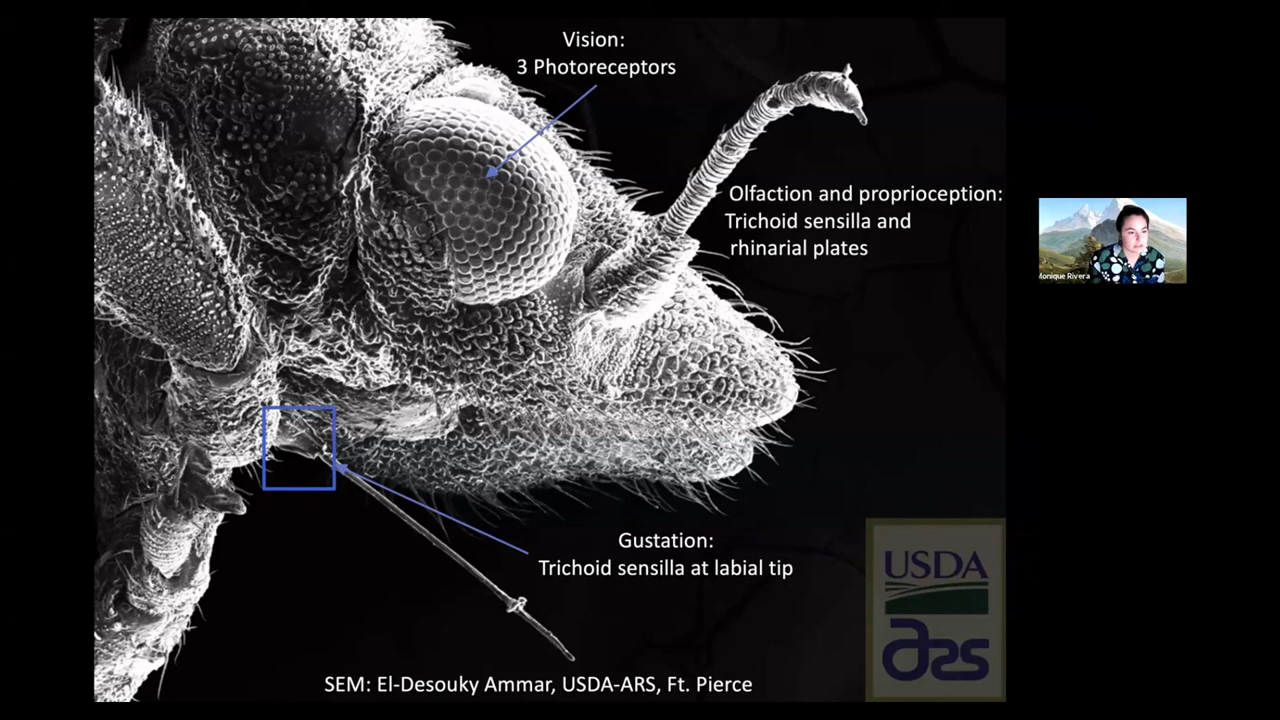 Vision:
3 Photoreceptors
Olfaction and proprioception:
Trichoid sensilla and
rhinarial plates
Monique Rivera
Gustation:
Trichoid sensilla at labial tip
USDA
ars
SEM: El-Desouky Ammar, USDA-ARS, Ft. Pierce